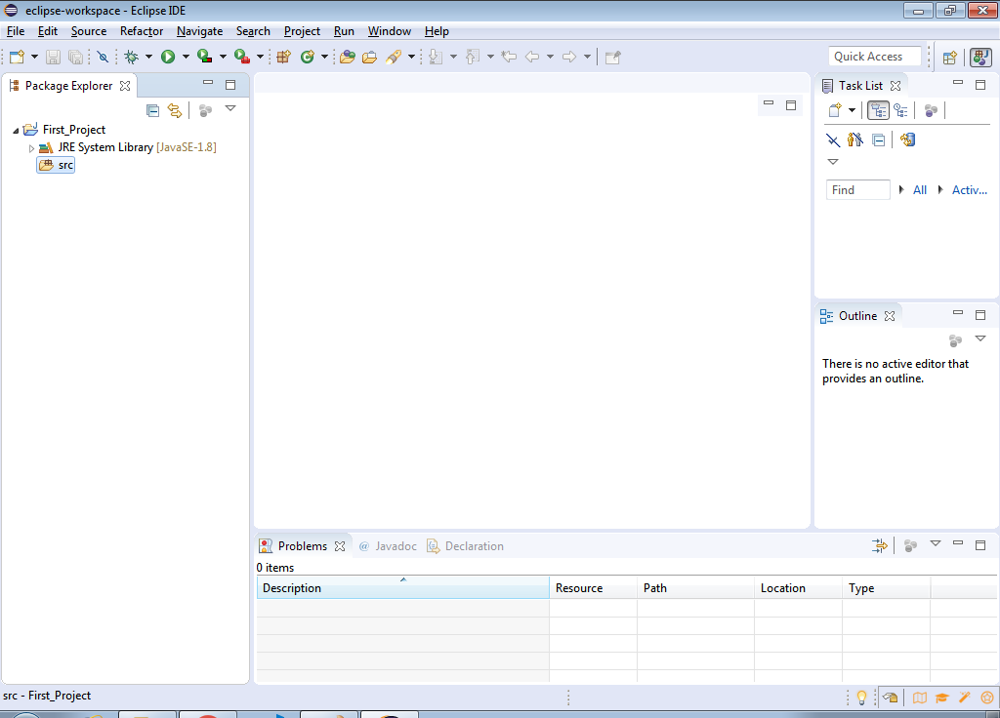 eclipse-workspace - Eclipse IDE
File Edit Source Refactor Navigate Search Project Run Window Help
Quick Access
Package Explorer
First_Project
JRE System Library [JavaSE-1.8]
src
Task List
Find All Activ...
Outline
There is no active editor that
provides an outline.
Problems @ Javadoc Declaration
0 items
Description Resource Path Location Type
src - First_Project